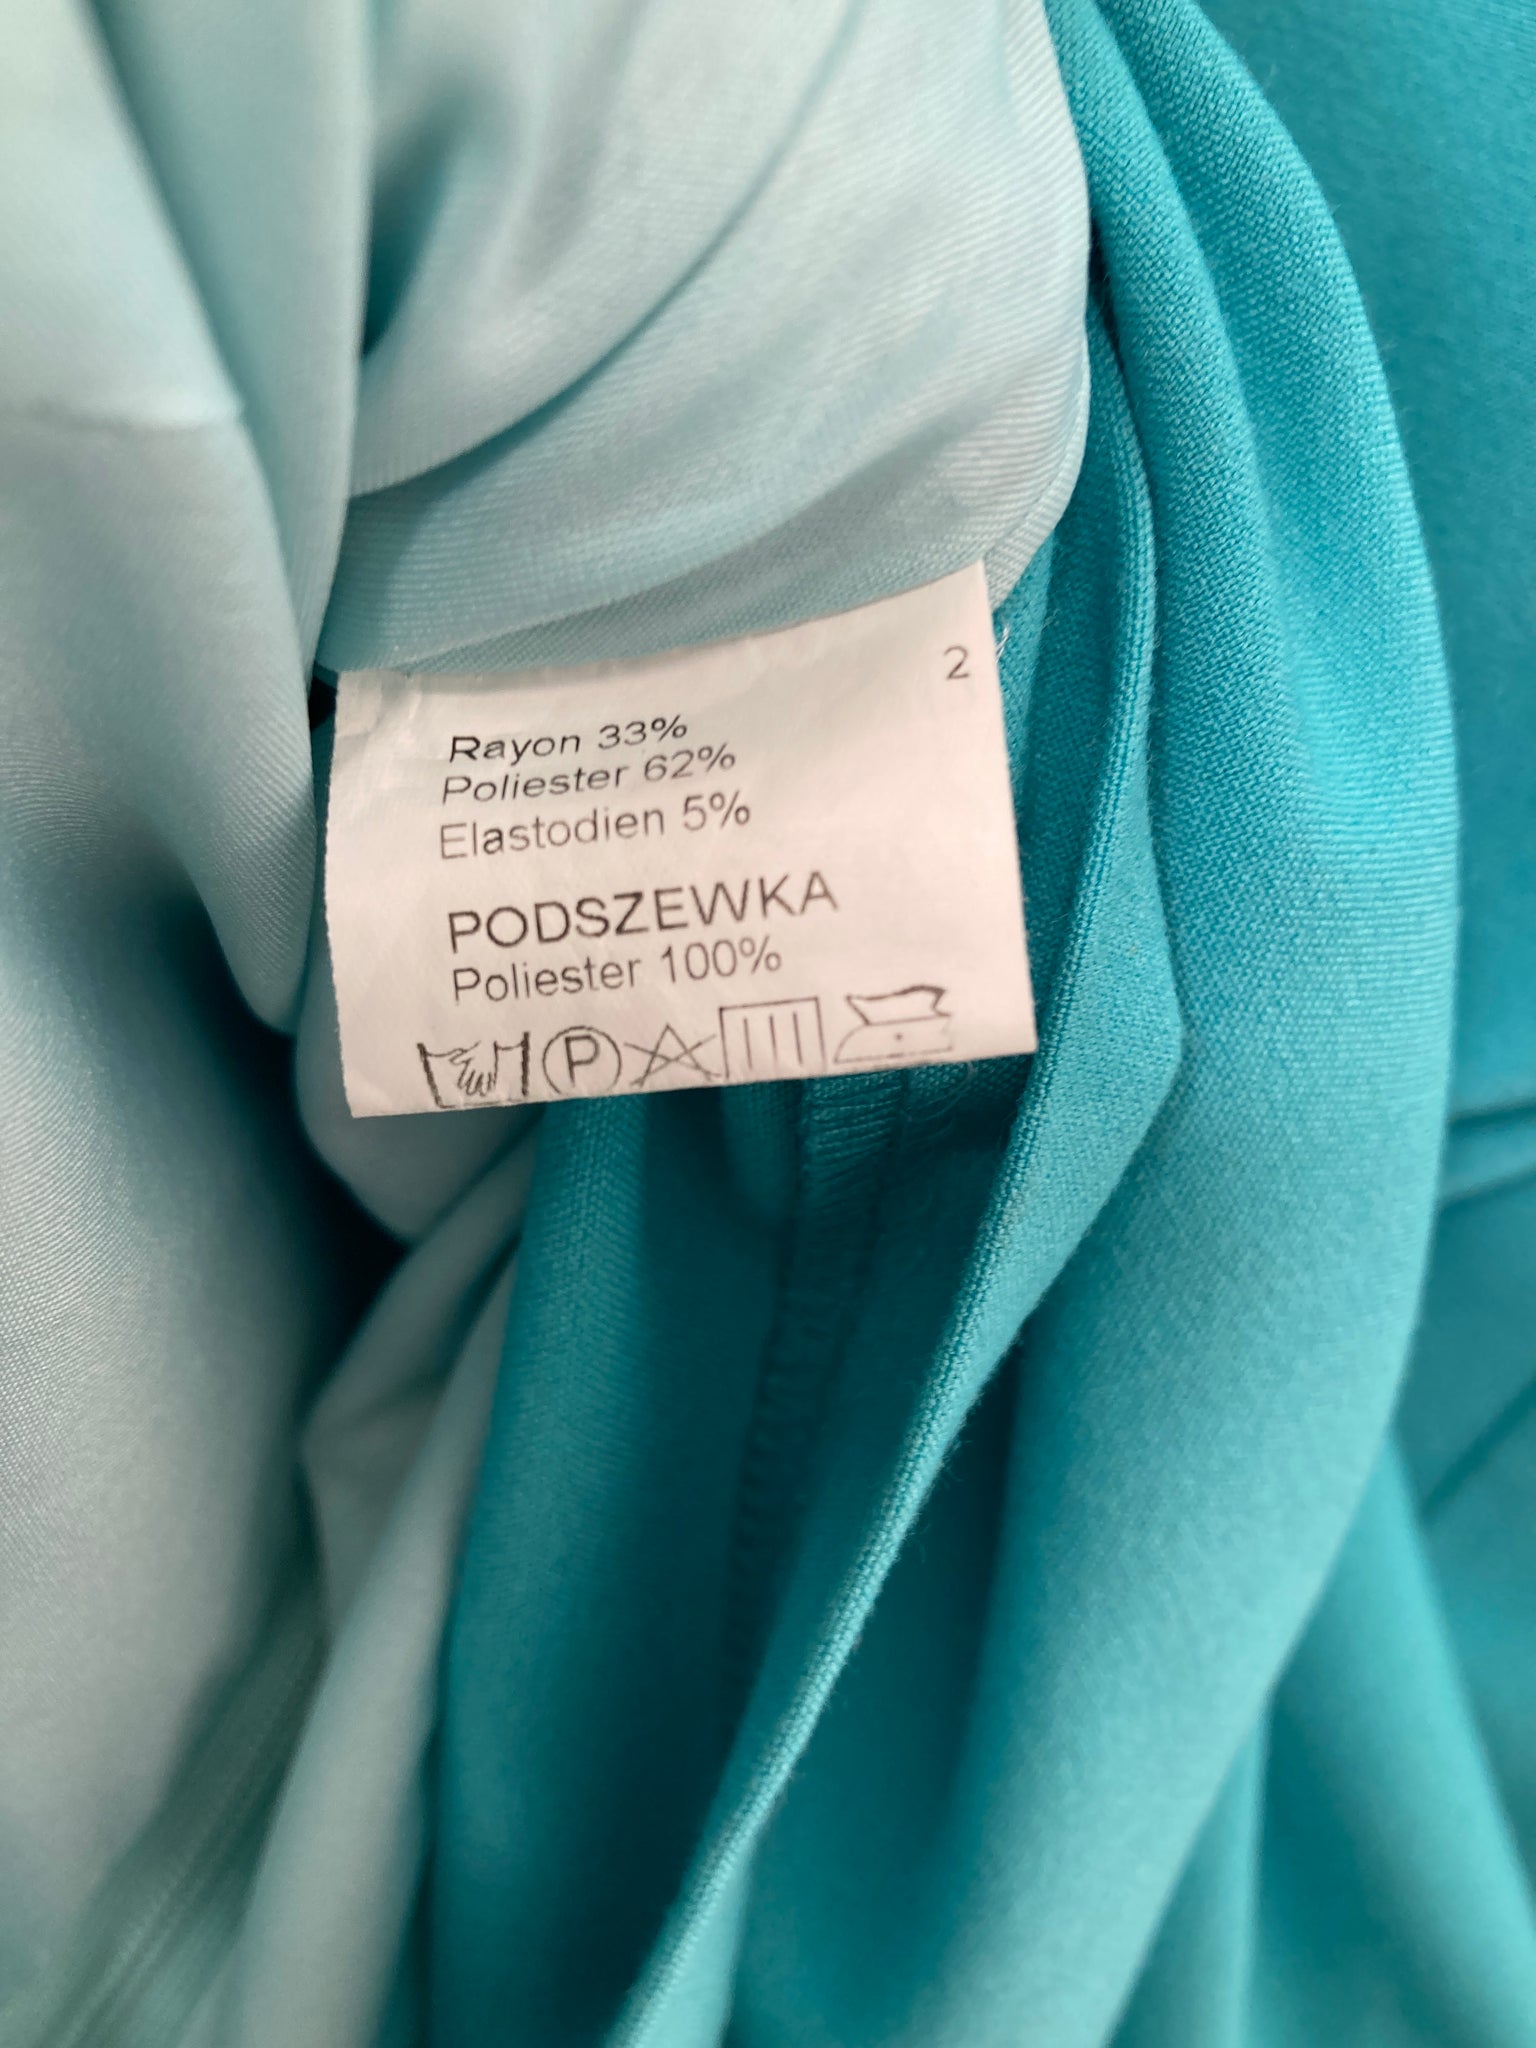 2
Rayon 33%
Poliester 62%
Elastodien 5%
PODSZEWKA
Poliester 100%
P